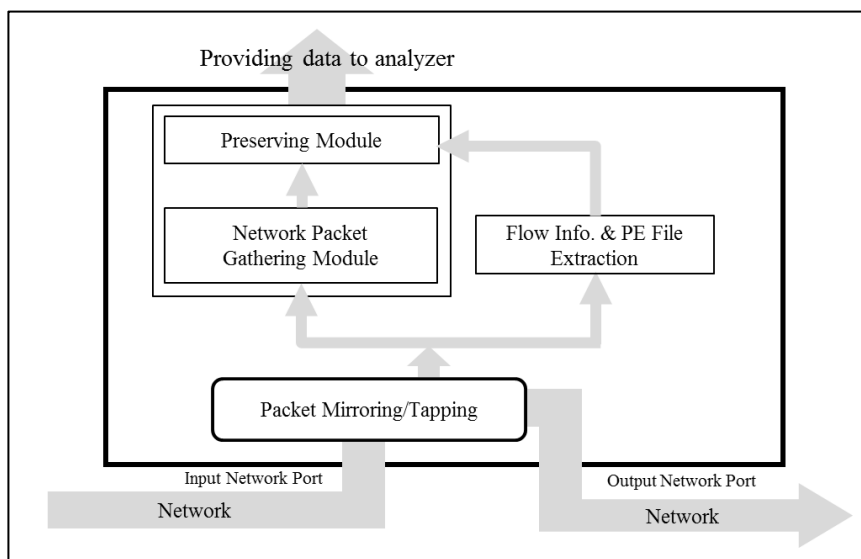 Providing data to analyzer
Preserving Module
Network Packet
Gathering Module
Flow Info. & PE File
Extraction
Packet Mirroring/Tapping
Input Network Port
Output Network Port
Network
Network